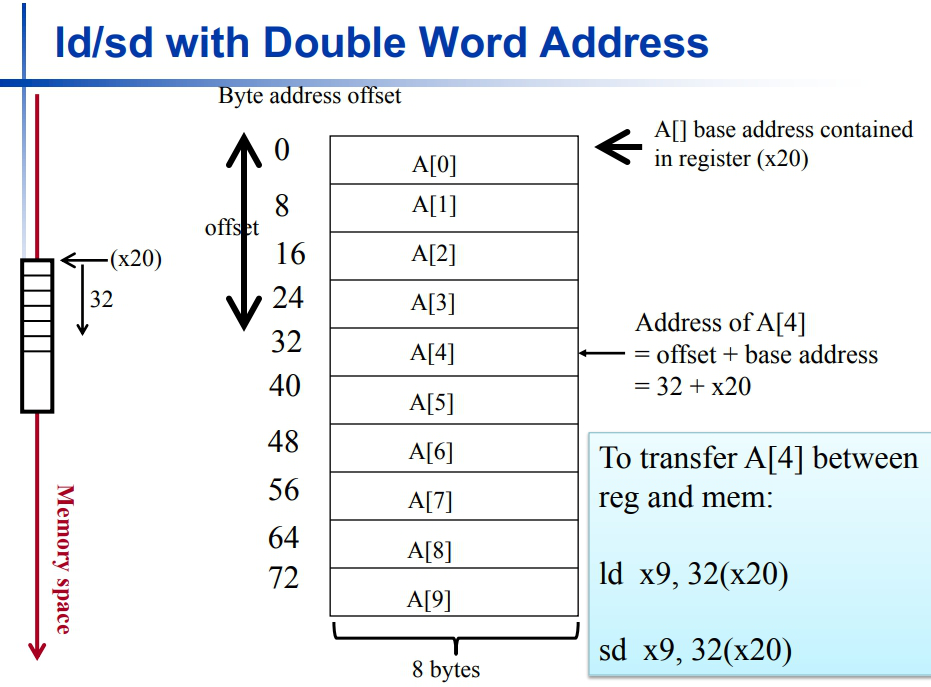 ld/sd with Double Word Address
Byte address offset
0
8
16
24
32
40
48
56
64
72
offset
A[0]
A[1]
A[2]
A[3]
A[4]
A[5]
A[6]
A[7]
A[8]
A[9]
8 bytes
A[] base address contained
in register (x20)
(x20)
32
Memory space
Address of A[4]
= offset + base address
= 32 + x20
To transfer A[4] between
reg and mem:
ld x9, 32(x20)
sd x9, 32(x20)